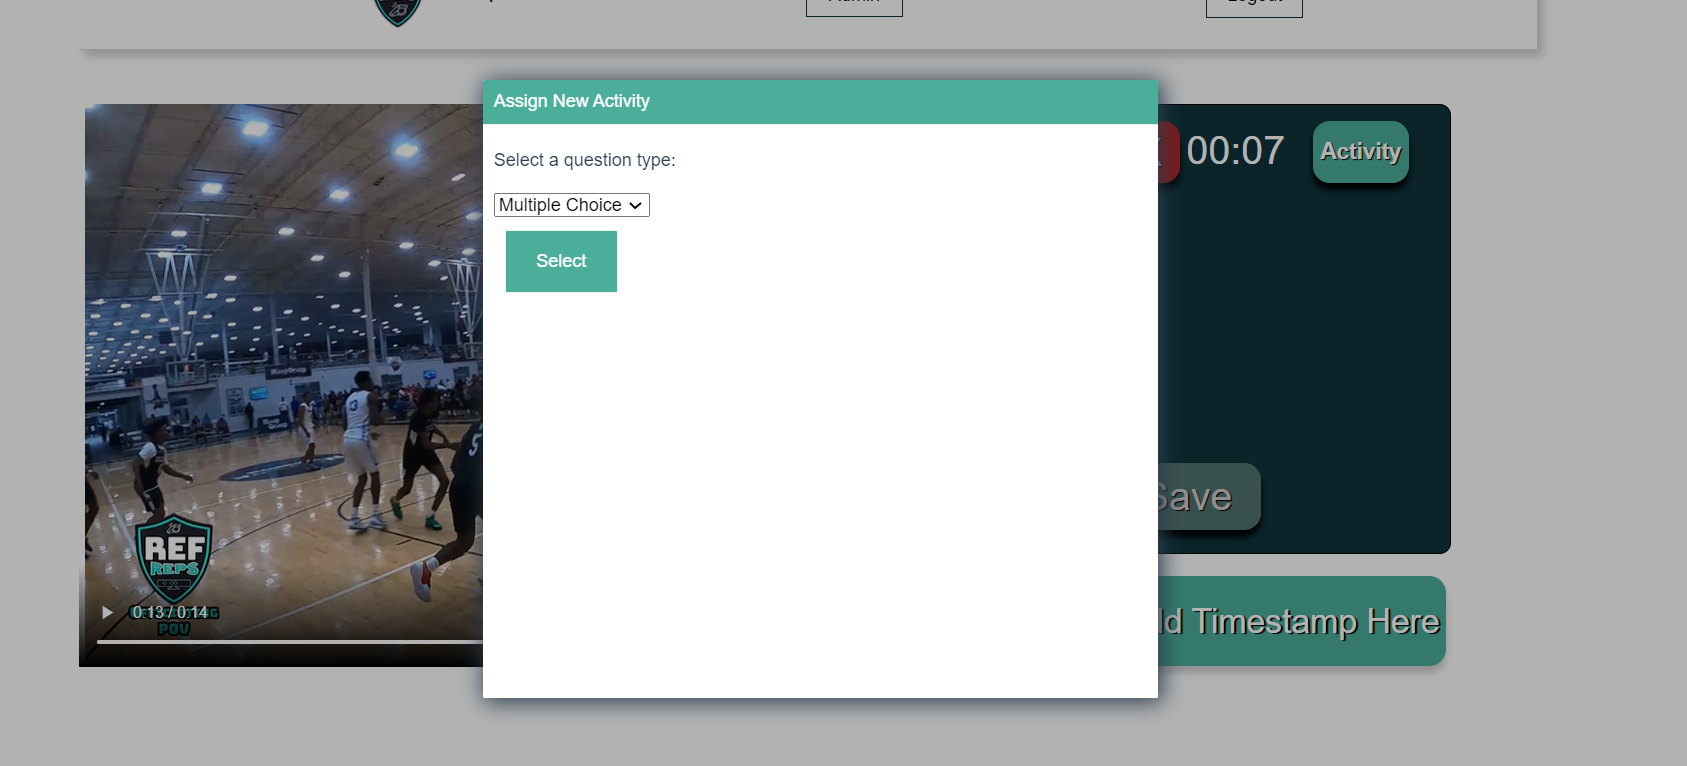 Assign New Activity
Select a question type:
Multiple Choice
Select
00:07
Activity
Save
Timestamp Here
REF
REPS
0:13 / 0:14
POV